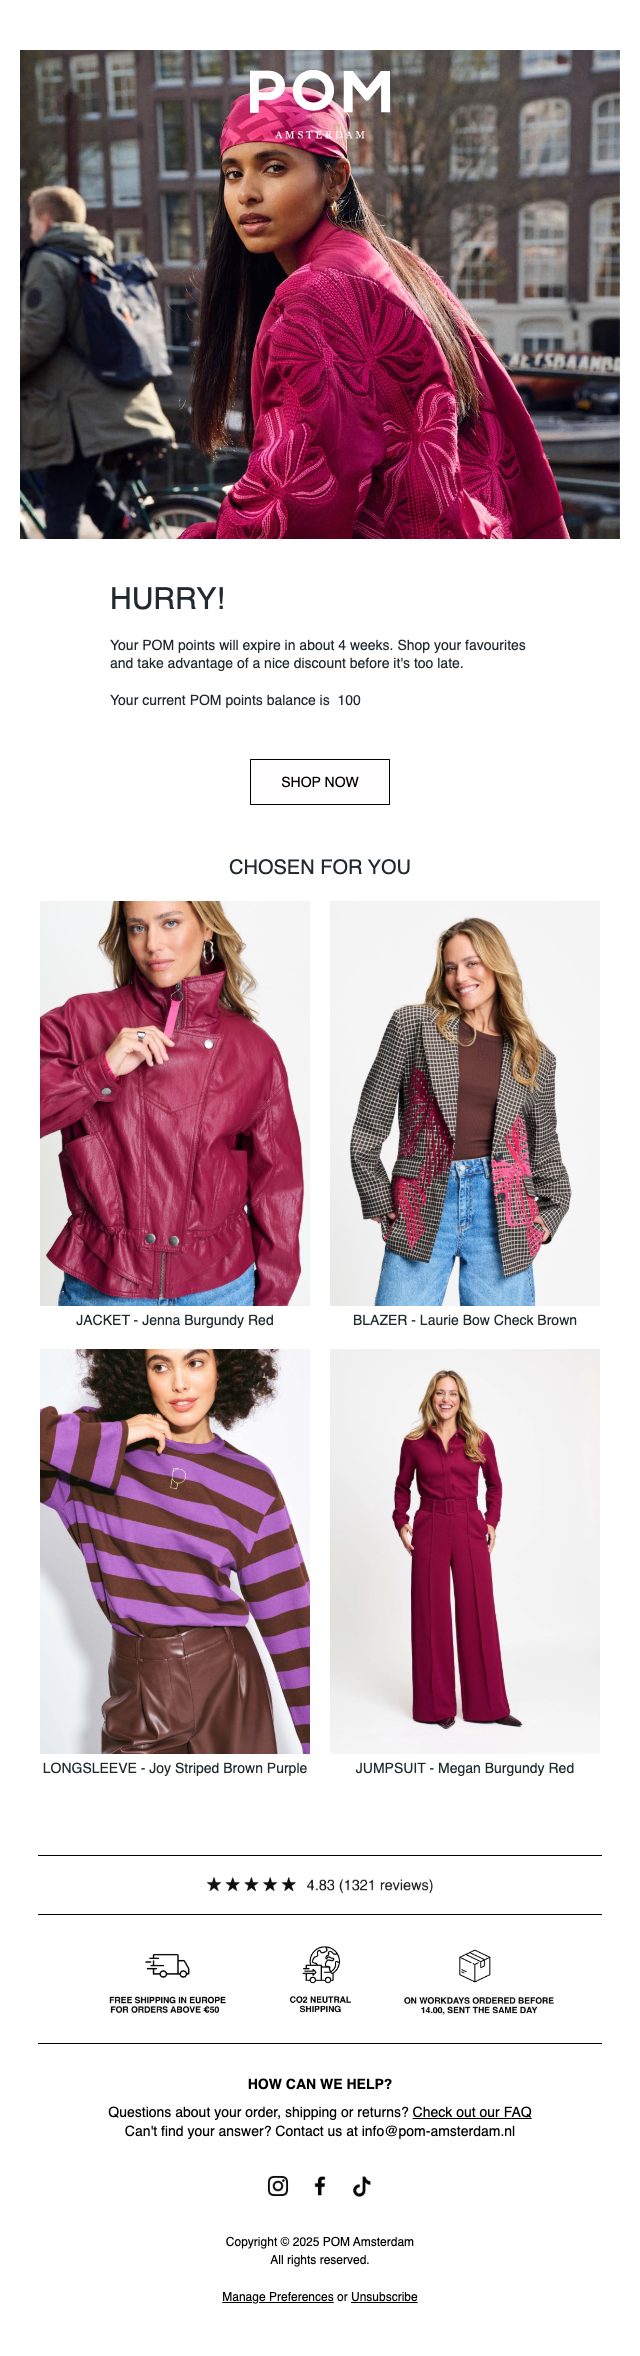 POM
AMSTERDAM
HURRY!
Your POM points will expire in about 4 weeks. Shop your favourites
and take advantage of a nice discount before it's too late.
Your current POM points balance is  100
SHOP NOW
CHOSEN FOR YOU
JACKET - Jenna Burgundy Red
BLAZER - Laurie Bow Check Brown
LONGSLEEVE - Joy Striped Brown Purple
JUMPSUIT - Megan Burgundy Red
★★★★★ 4.83 (1321 reviews)
FREE SHIPPING IN EUROPE
FOR ORDERS ABOVE €50
CO2 NEUTRAL
SHIPPING
ON WORKDAYS ORDERED BEFORE
14.00, SENT THE SAME DAY
HOW CAN WE HELP?
Questions about your order, shipping or returns? Check out our FAQ
Can't find your answer? Contact us at info@pom-amsterdam.nl
Copyright © 2025 POM Amsterdam
All rights reserved.
Manage Preferences or Unsubscribe